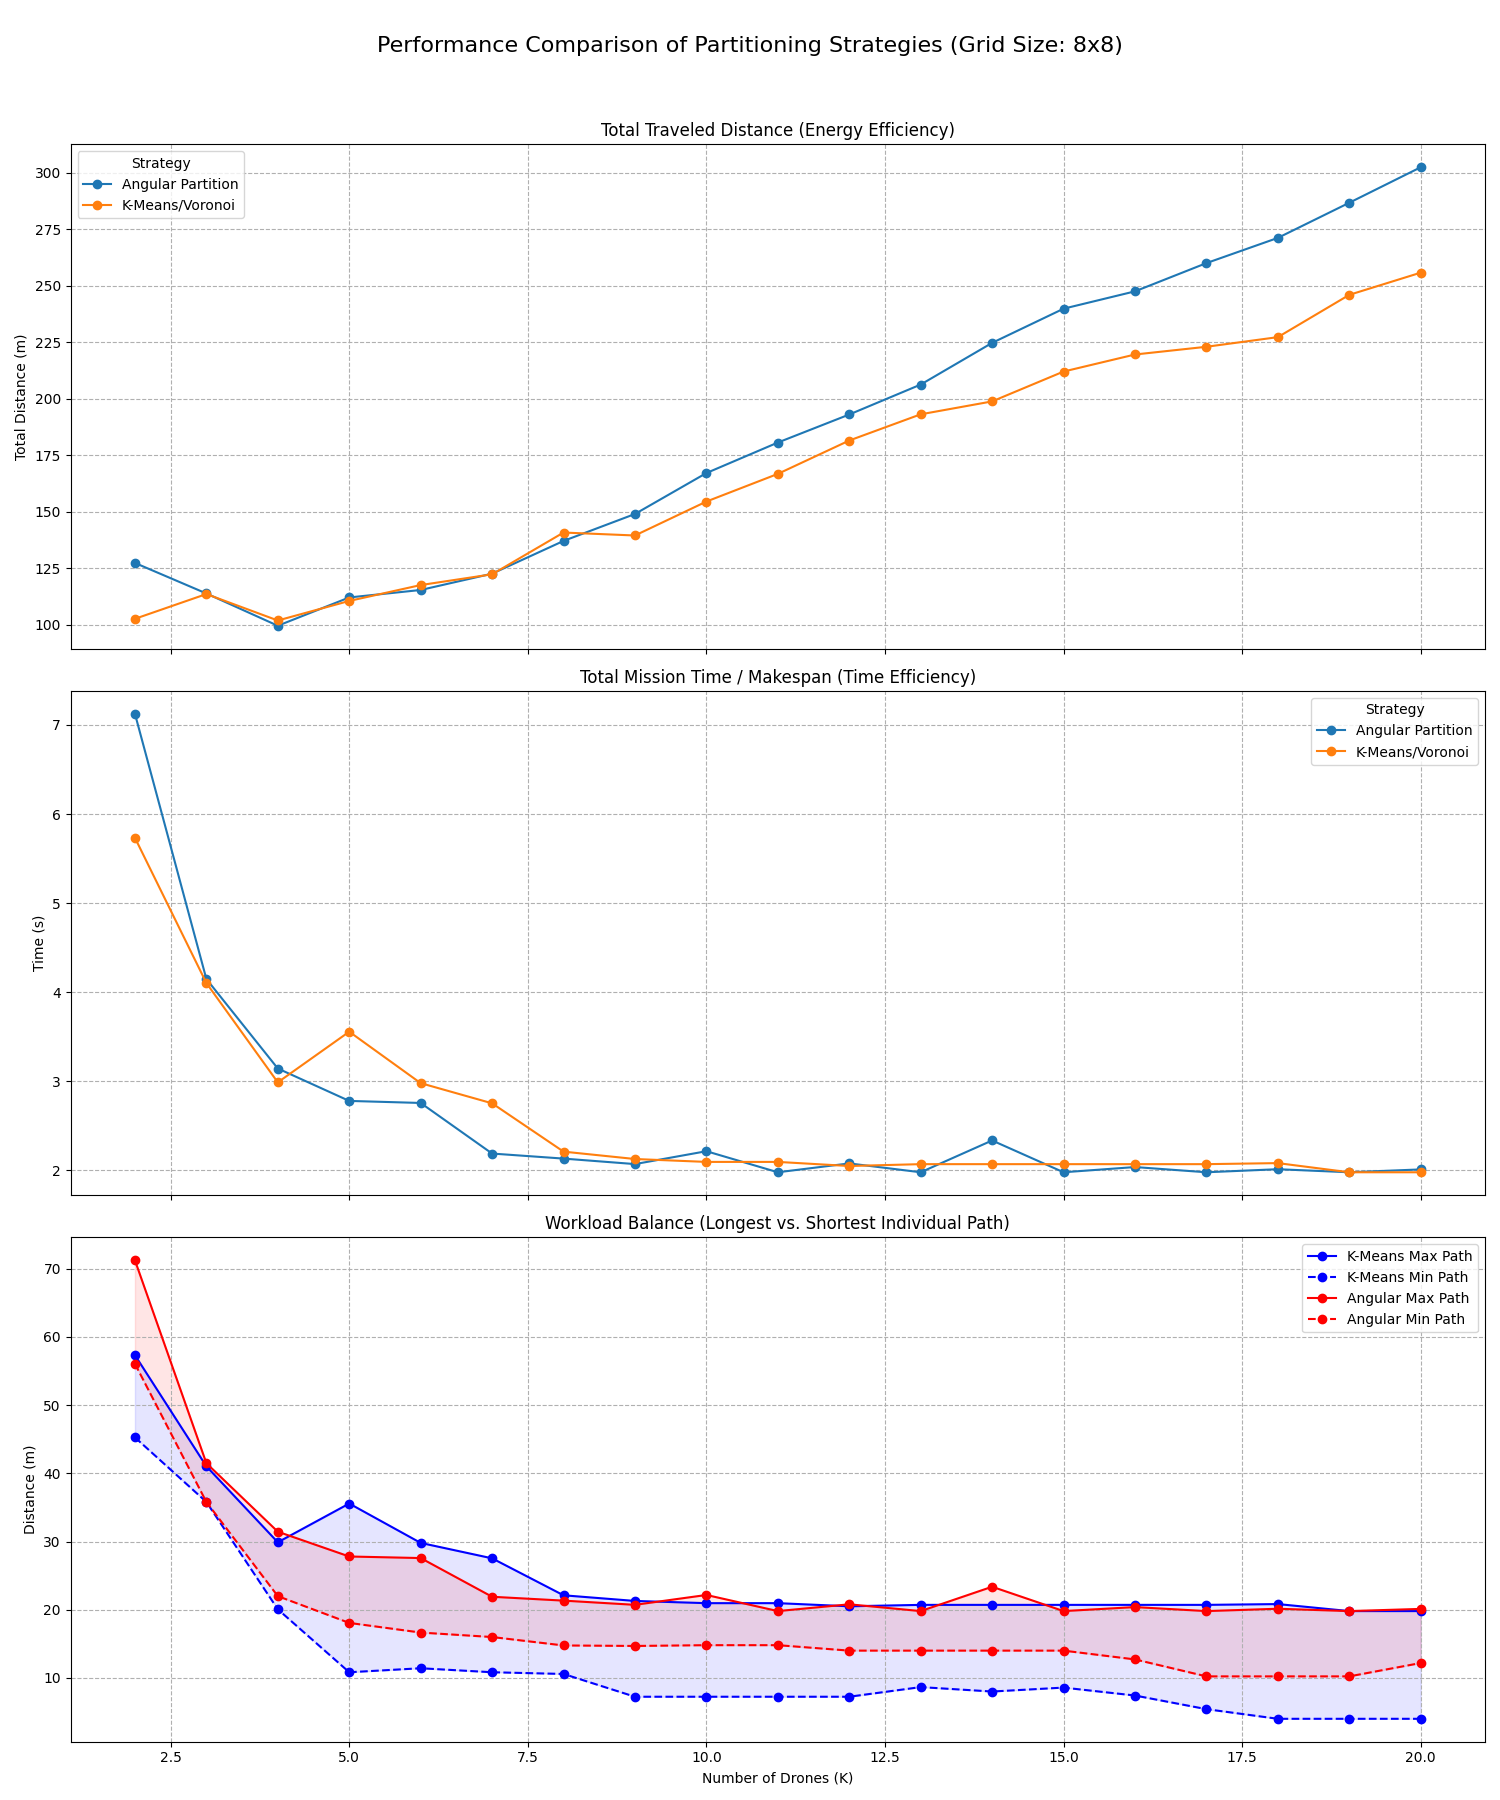 Performance Comparison of Partitioning Strategies (Grid Size: 8x8)
Total Traveled Distance (Energy Efficiency)
Strategy
Angular Partition
K-Means/Voronoi
300
275
250
225
200
175
150
125
100
Total Distance (m)
Total Mission Time / Makespan (Time Efficiency)
Strategy
Angular Partition
K-Means/Voronoi
7
6
5
4
3
2
Time (s)
Workload Balance (Longest vs. Shortest Individual Path)
K-Means Max Path
K-Means Min Path
Angular Max Path
Angular Min Path
70
60
50
40
30
20
10
Distance (m)
2.5 5.0 7.5 10.0 12.5 15.0 17.5 20.0
Number of Drones (K)